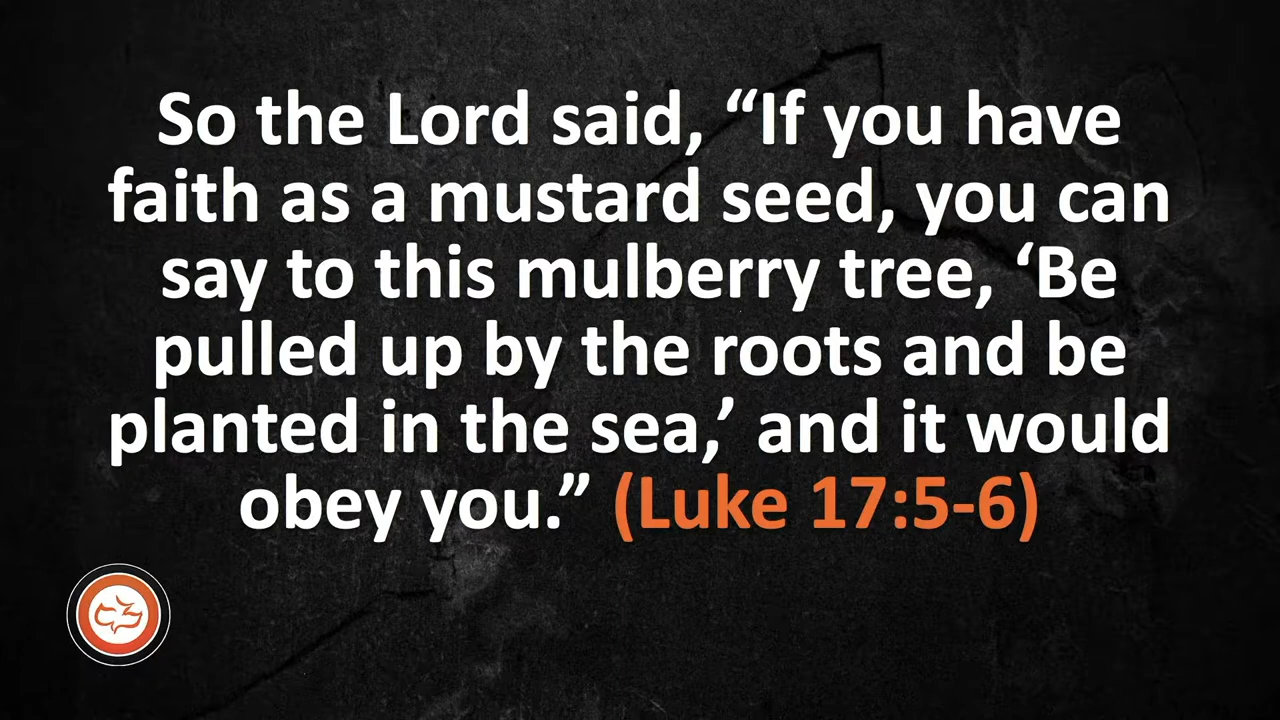 So the Lord said, “If you have
faith as a mustard seed, you can
say to this mulberry tree, ‘Be
pulled up by the roots and be
planted in the sea,’ and it would
obey you.” (Luke 17:5-6)